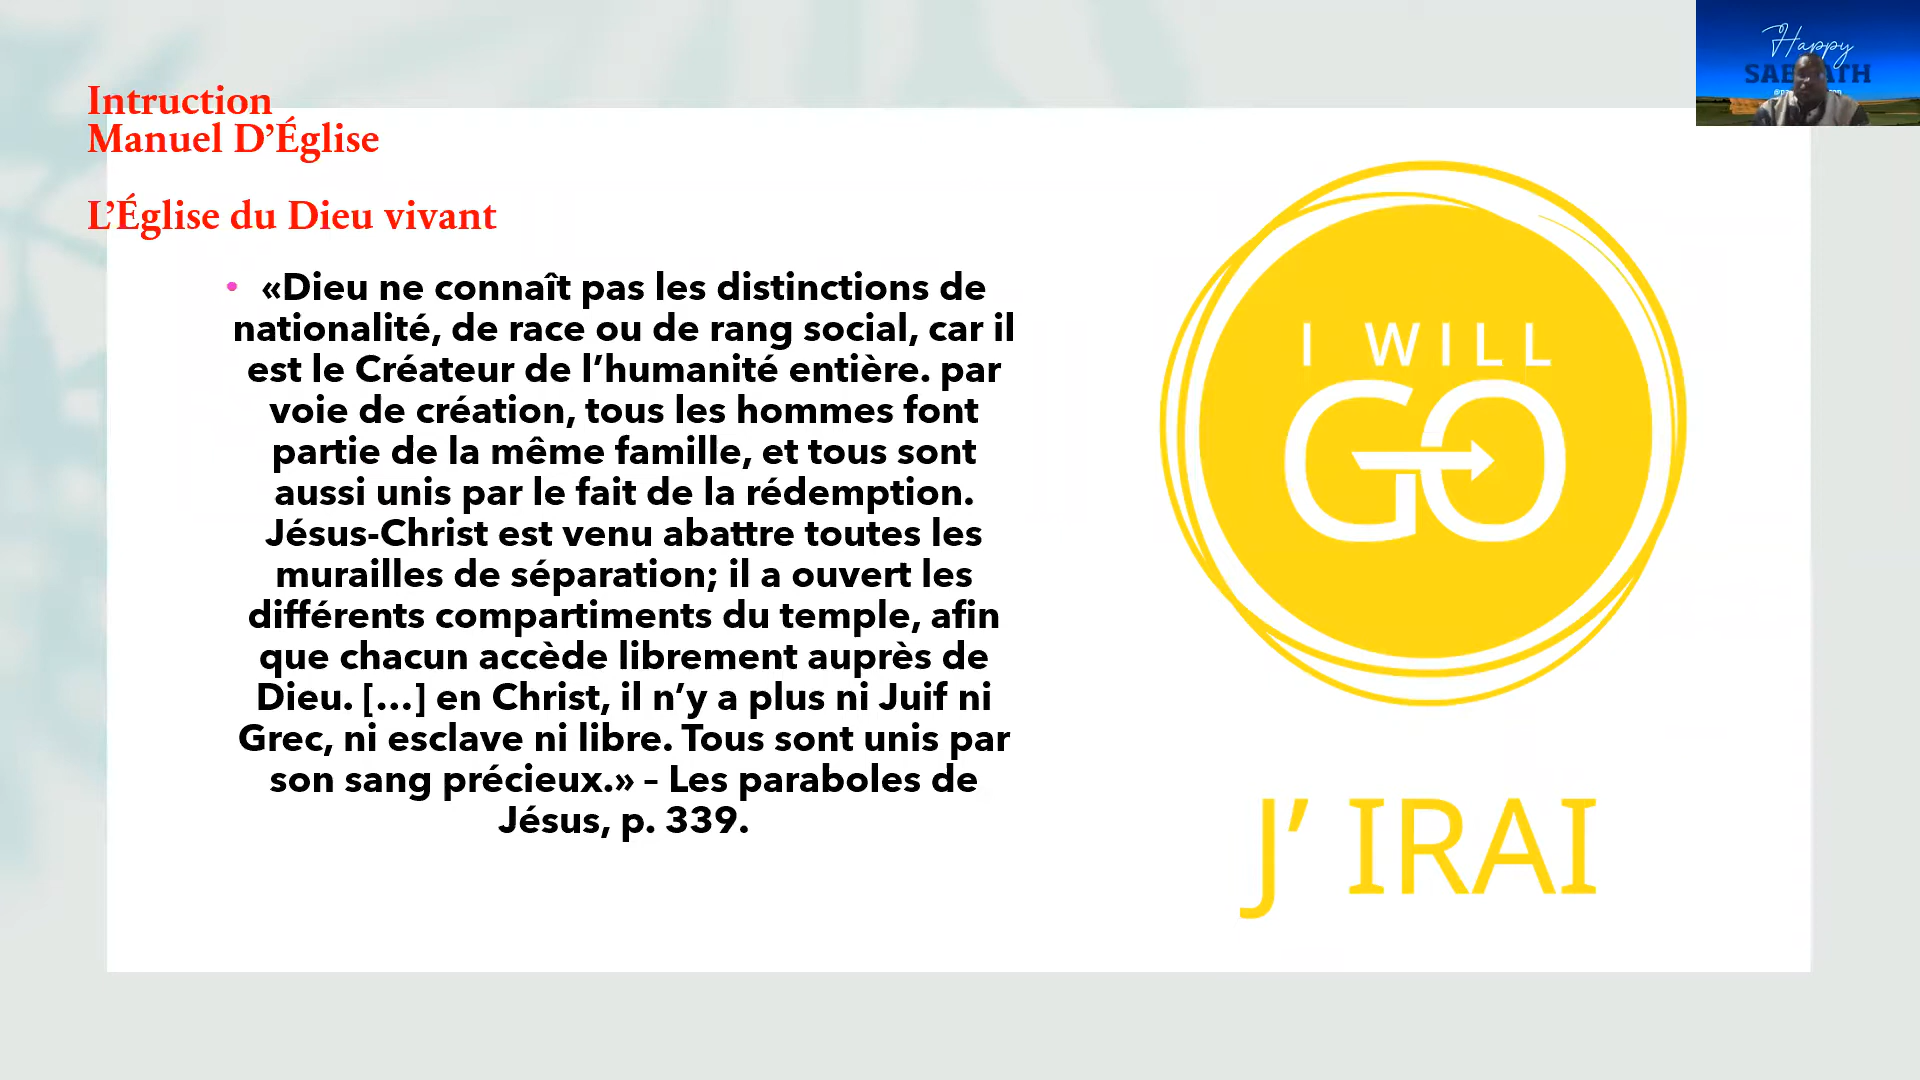 Intruction
Manuel D’Église
L’Église du Dieu vivant
• «Dieu ne connaît pas les distinctions de
nationalité, de race ou de rang social, car il
est le Créateur de l’humanité entière. par
voie de création, tous les hommes font
partie de la même famille, et tous sont
aussi unis par le fait de la rédemption.
Jésus-Christ est venu abattre toutes les
murailles de séparation; il a ouvert les
différents compartiments du temple, afin
que chacun accède librement auprès de
Dieu. […] en Christ, il n’y a plus ni Juif ni
Grec, ni esclave ni libre. Tous sont unis par
son sang précieux.» – Les paraboles de
Jésus, p. 339.
I WILL
GO
J’ IRAI
Happy